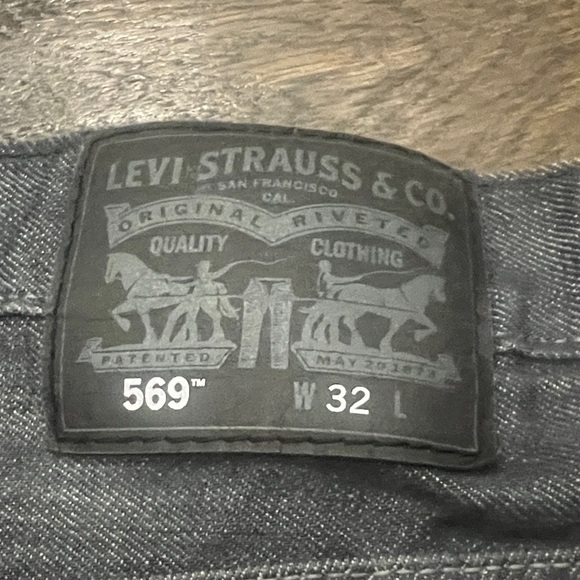 LEVI STRAUSS & CO.
SAN FRANCISCO
CAL.
ORIGINAL RIVETED
QUALITY CLOTHING
PATENTED MAY 20 1873
569™ W 32 L